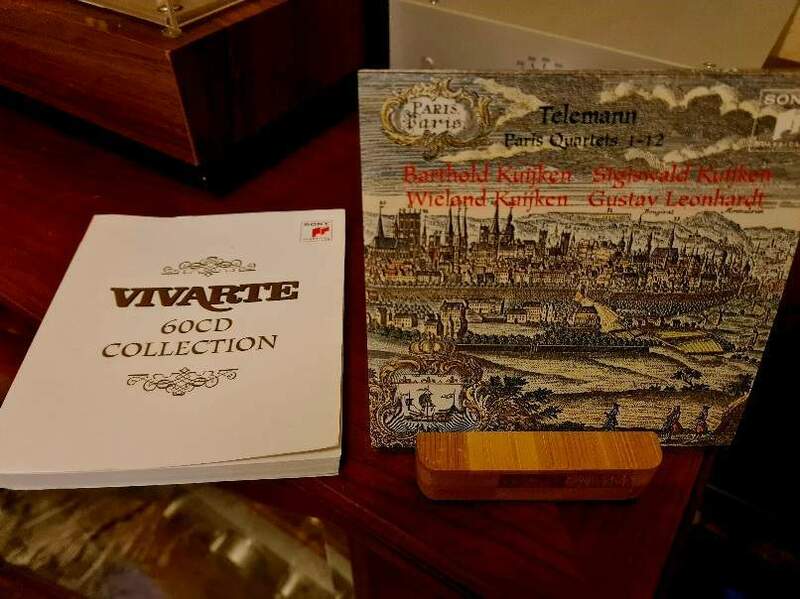 SONY
VIVARTE
60CD
COLLECTION
PARIS
Paris
Telemann
Paris Quartets 1-12
Barthold Kuijken Sigiswald Kuijken
Wieland Kuijken Gustav Leonhardt
SONY